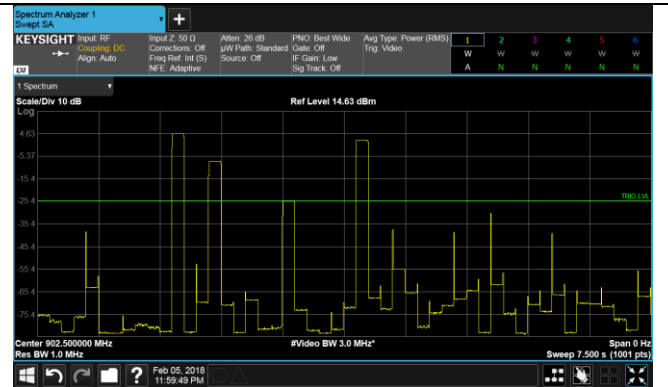 Spectrum Analyzer 1
Swept SA
+
KEYSIGHT Input: RF Input Z: 50 Ω Atten: 26 dB PNO: Best Wide Avg Type: Power (RMS) 1 2 3 4 5 6
Coupling: DC Corrections: Off µW Path: Standard Gate: Off Trig: Video W W W W W W
Align: Auto Freq Ref: Int (S) Source: Off IF Gain: Low A N N N N N
LXI NFE: Adaptive Sig Track: Off
1 Spectrum
Scale/Div 10 dB Ref Level 14.63 dBm
Log
4.63
-5.37
-15.4
-25.4 TRIG LVL
-35.4
-45.4
-55.4
-65.4
-75.4
Center 902.500000 MHz #Video BW 3.0 MHz* Span 0 Hz
Res BW 1.0 MHz Sweep 7.500 s (1001 pts)
? Feb 05, 2018
11:59:49 PM